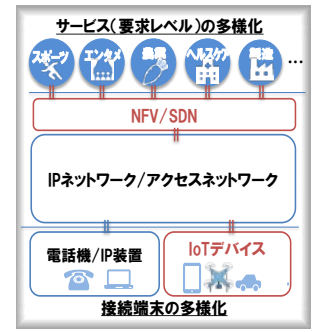 サービス(要求レベル)の多様化
スポーツ エンタメ 農業 ヘルスケア 製造 …
NFV/SDN
IPネットワーク/アクセスネットワーク
電話機/IP装置 IoTデバイス
接続端末の多様化